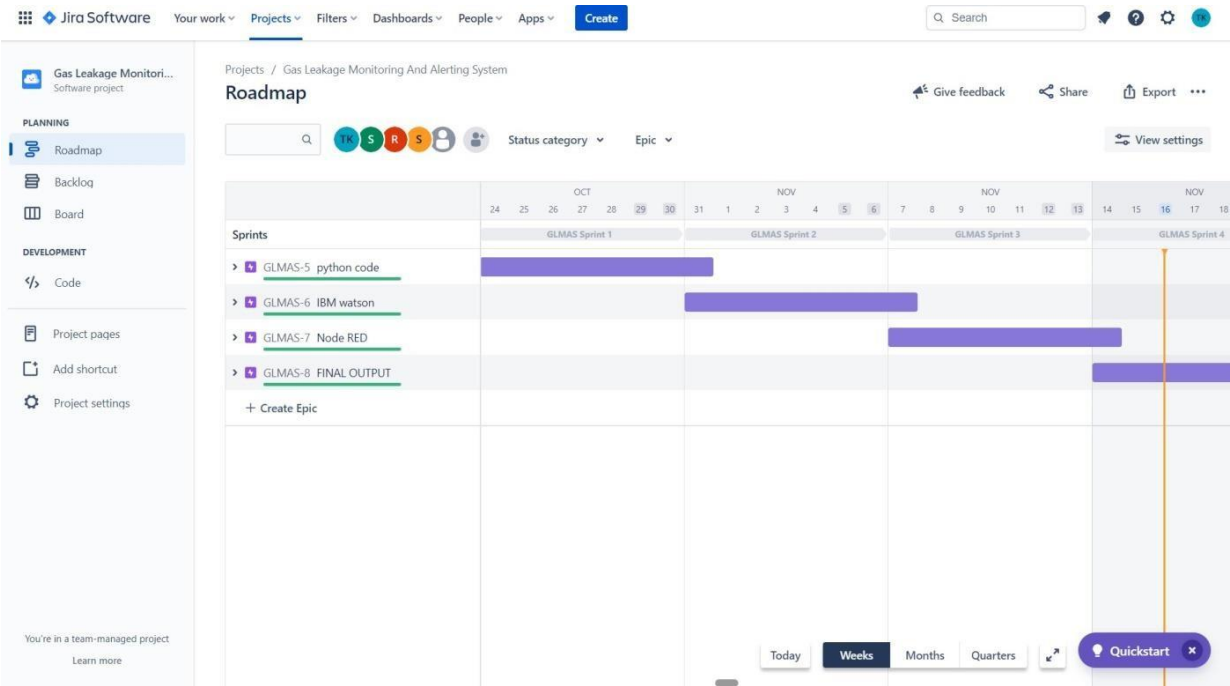 Jira Software Your work Projects Filters Dashboards People Apps Create Search TK
Gas Leakage Monitori...
Software project
PLANNING
Roadmap
Backlog
Board
DEVELOPMENT
Code
Project pages
Add shortcut
Project settings
You're in a team-managed project
Learn more
Projects / Gas Leakage Monitoring And Alerting System
Roadmap
Give feedback Share Export
TK S R S Status category Epic View settings
OCT NOV NOV NOV
24 25 26 27 28 29 30 31 1 2 3 4 5 6 7 8 9 10 11 12 13 14 15 16 17 18
Sprints GLMAS Sprint 1 GLMAS Sprint 2 GLMAS Sprint 3 GLMAS Sprint 4
GLMAS-5 python code
GLMAS-6 IBM watson
GLMAS-7 Node RED
GLMAS-8 FINAL OUTPUT
+ Create Epic
Today Weeks Months Quarters Quickstart